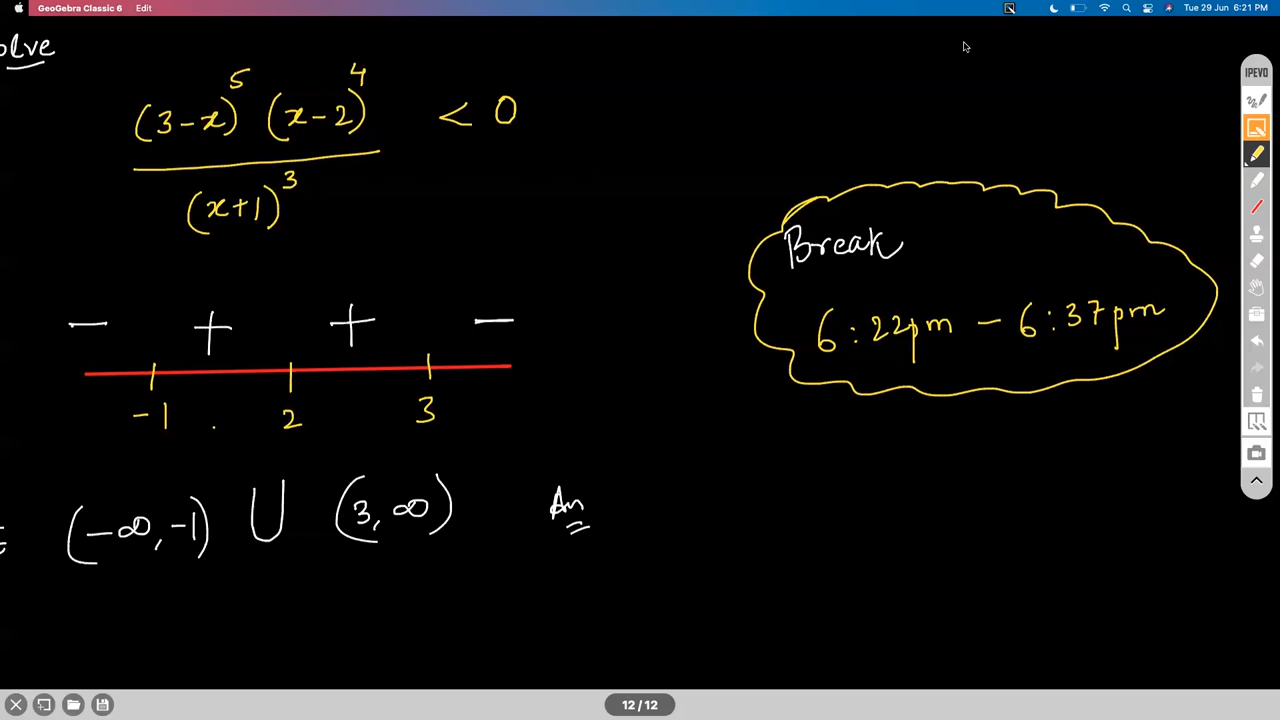 GeoGebra Classic 6 Edit Tue 29 Jun 6:21 PM
IPEVO
olve
(3-x)^5 (x-2)^4 < 0
(x+1)^3
Break
6:22pm - 6:37pm
- + + -
-1 2 3
(-∞, -1) ∪ (3, ∞) An
12 / 12